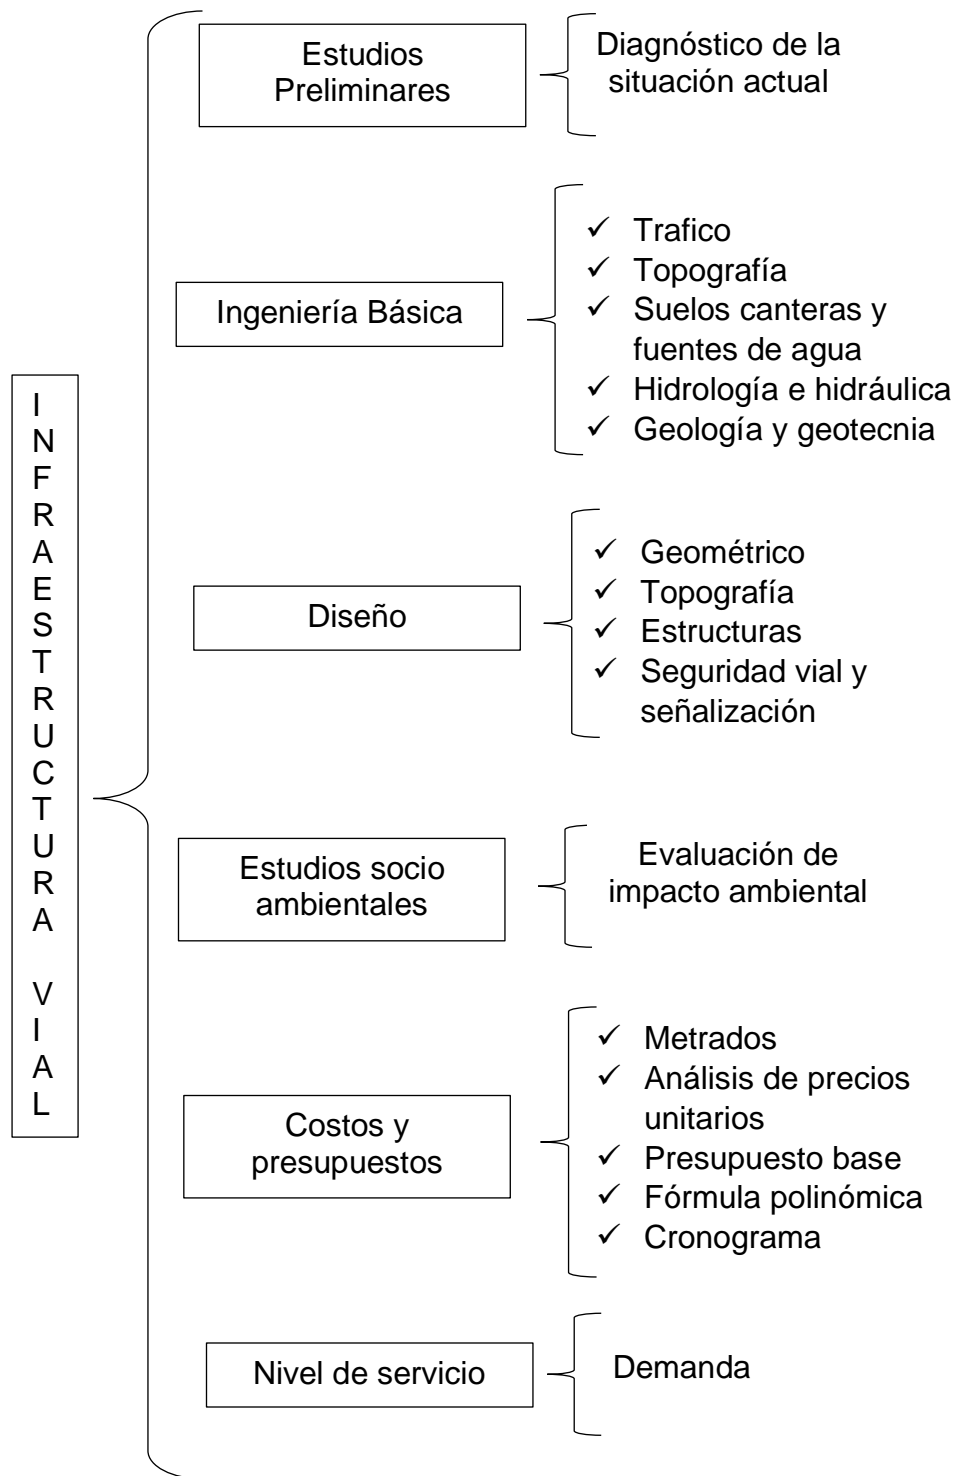 INFRAESTRUCTURA VIAL
Estudios
Preliminares
Diagnóstico de la
situación actual
Ingeniería Básica
✓ Trafico
✓ Topografía
✓ Suelos canteras y
fuentes de agua
✓ Hidrología e hidráulica
✓ Geología y geotecnia
Diseño
✓ Geométrico
✓ Topografía
✓ Estructuras
✓ Seguridad vial y
señalización
Estudios socio
ambientales
Evaluación de
impacto ambiental
Costos y
presupuestos
✓ Metrados
✓ Análisis de precios
unitarios
✓ Presupuesto base
✓ Fórmula polinómica
✓ Cronograma
Nivel de servicio
Demanda